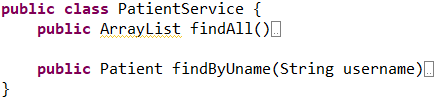 public class PatientService {
public ArrayList findAll()
public Patient findByUname(String username)
}